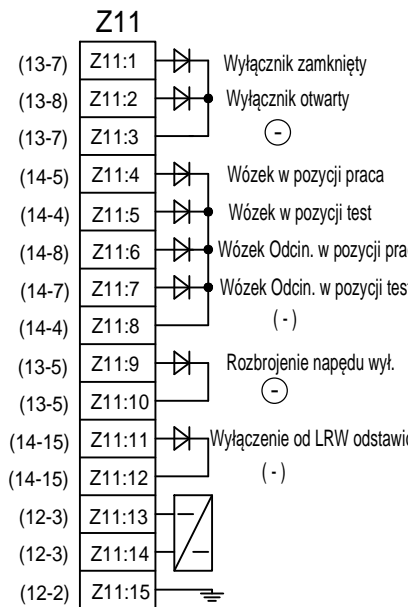 Z11
(13-7) Z11:1 Wyłącznik zamknięty
(13-8) Z11:2 Wyłącznik otwarty
(13-7) Z11:3 -
(14-5) Z11:4 Wózek w pozycji praca
(14-4) Z11:5 Wózek w pozycji test
(14-8) Z11:6 Wózek Odcin. w pozycji pra
(14-7) Z11:7 Wózek Odcin. w pozycji test
(14-4) Z11:8 (-)
(13-5) Z11:9 Rozbrojenie napędu wył.
(13-5) Z11:10 -
(14-15) Z11:11 Wyłączenie od LRW odstawio
(14-15) Z11:12 (-)
(12-3) Z11:13
(12-3) Z11:14
(12-2) Z11:15